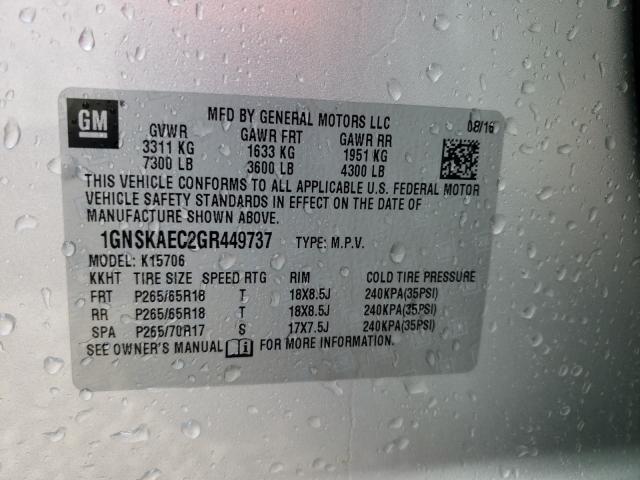 GM
MFD BY GENERAL MOTORS LLC
08/16
GVWR GAWR FRT GAWR RR
3311 KG 1633 KG 1951 KG
7300 LB 3600 LB 4300 LB
THIS VEHICLE CONFORMS TO ALL APPLICABLE U.S. FEDERAL MOTOR
VEHICLE SAFETY STANDARDS IN EFFECT ON THE DATE OF
MANUFACTURE SHOWN ABOVE.
1GNSKAEC2GR449737 TYPE: M.P.V.
MODEL: K15706
KKHT TIRE SIZE SPEED RTG RIM COLD TIRE PRESSURE
FRT P265/65R18 T 18X8.5J 240KPA(35PSI)
RR P265/65R18 T 18X8.5J 240KPA(35PSI)
SPA P265/70R17 S 17X7.5J 240KPA(35PSI)
SEE OWNER'S MANUAL FOR MORE INFORMATION.